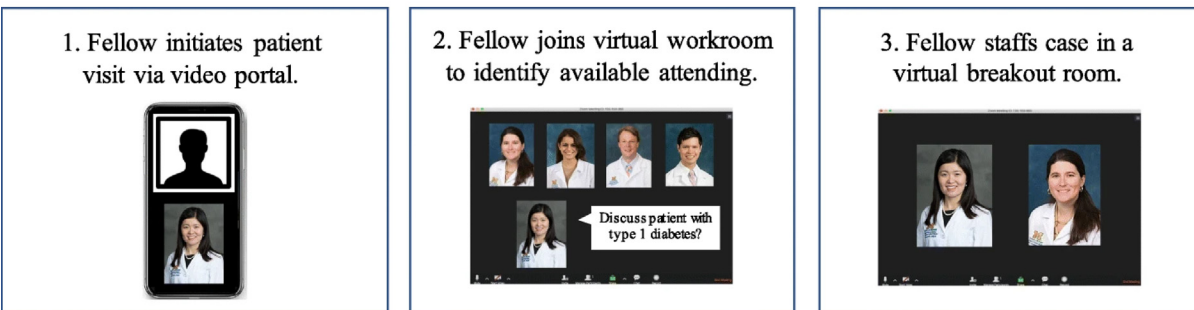 1. Fellow initiates patient
visit via video portal.
2. Fellow joins virtual workroom
to identify available attending.
Discuss patient with
type 1 diabetes?
3. Fellow staffs case in a
virtual breakout room.